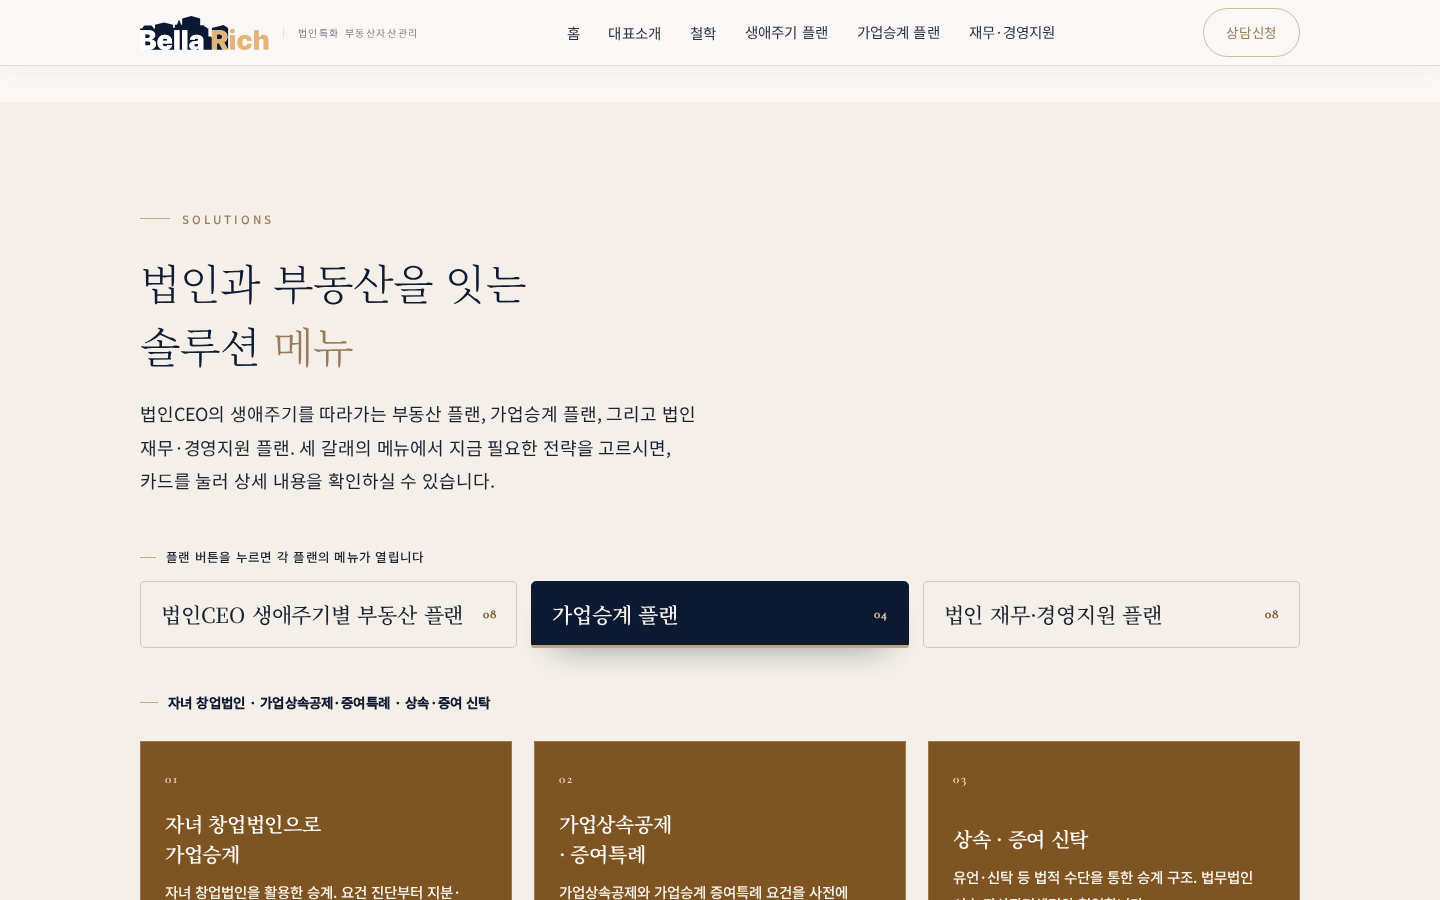 Bella Rich
법인특화 부동산자산관리
홈
대표소개
철학
생애주기 플랜
가업승계 플랜
재무·경영지원
상담신청
SOLUTIONS
법인과 부동산을 잇는
솔루션 메뉴
법인CEO의 생애주기를 따라가는 부동산 플랜, 가업승계 플랜, 그리고 법인
재무·경영지원 플랜. 세 갈래의 메뉴에서 지금 필요한 전략을 고르시면,
카드를 눌러 상세 내용을 확인하실 수 있습니다.
플랜 버튼을 누르면 각 플랜의 메뉴가 열립니다
법인CEO 생애주기별 부동산 플랜 08
가업승계 플랜 04
법인 재무·경영지원 플랜 08
자녀 창업법인 · 가업상속공제·증여특례 · 상속·증여 신탁
01
자녀 창업법인으로
가업승계
자녀 창업법인을 활용한 승계. 요건 진단부터 지분·
02
가업상속공제
· 증여특례
가업상속공제와 가업승계 증여특례 요건을 사전에
03
상속 · 증여 신탁
유언·신탁 등 법적 수단을 통한 승계 구조. 법무법인